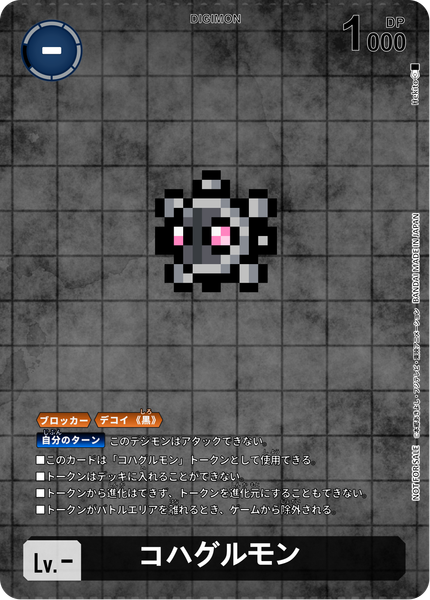 DIGIMON
DP
1000
-
NOT FOR SALE
BANDAI MADE IN JAPAN
ブロッカー デコイ《黒》
自分のターン このデジモンはアタックできない。
■このカードは「コハグルモン」トークンとして使用できる。
■トークンはデッキに入れることができない。
■トークンから進化はできず、トークンを進化元にすることもできない。
■トークンがバトルエリアを離れるとき、ゲームから除外される。
Lv.-
コハグルモン